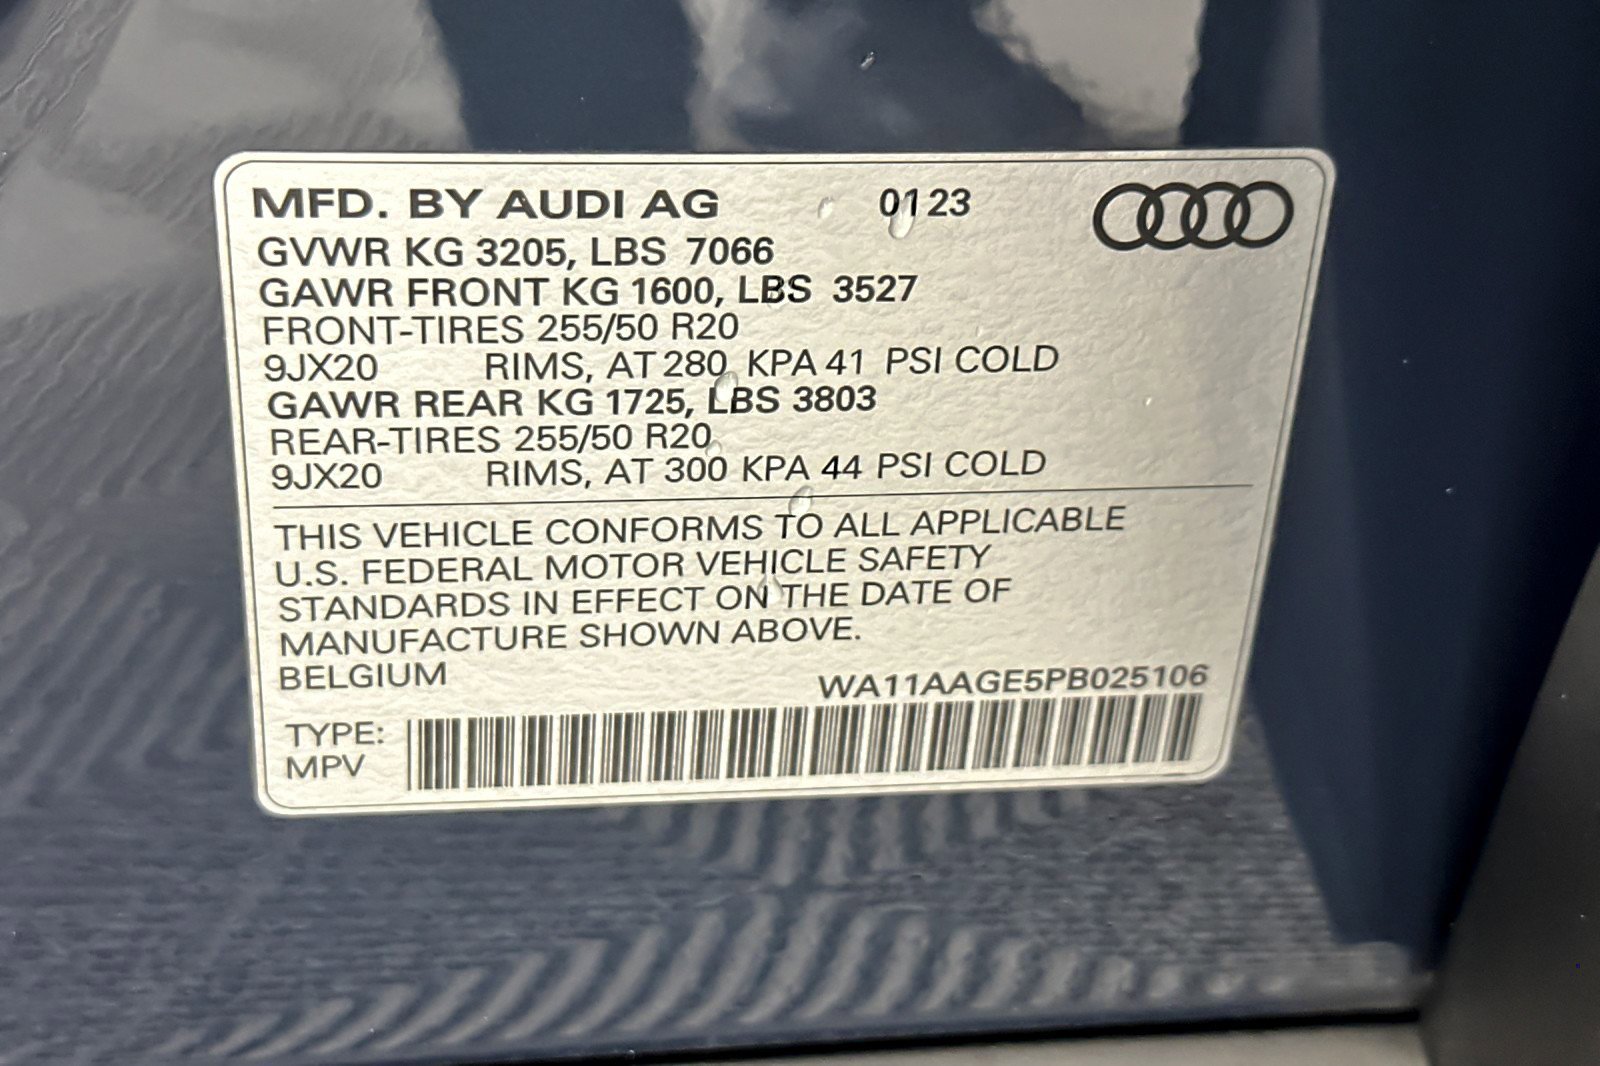 MFD. BY AUDI AG 0123
GVWR KG 3205, LBS 7066
GAWR FRONT KG 1600, LBS 3527
FRONT-TIRES 255/50 R20
9JX20 RIMS, AT 280 KPA 41 PSI COLD
GAWR REAR KG 1725, LBS 3803
REAR-TIRES 255/50 R20
9JX20 RIMS, AT 300 KPA 44 PSI COLD
THIS VEHICLE CONFORMS TO ALL APPLICABLE
U.S. FEDERAL MOTOR VEHICLE SAFETY
STANDARDS IN EFFECT ON THE DATE OF
MANUFACTURE SHOWN ABOVE.
BELGIUM
WA11AAGE5PB025106
TYPE:
MPV